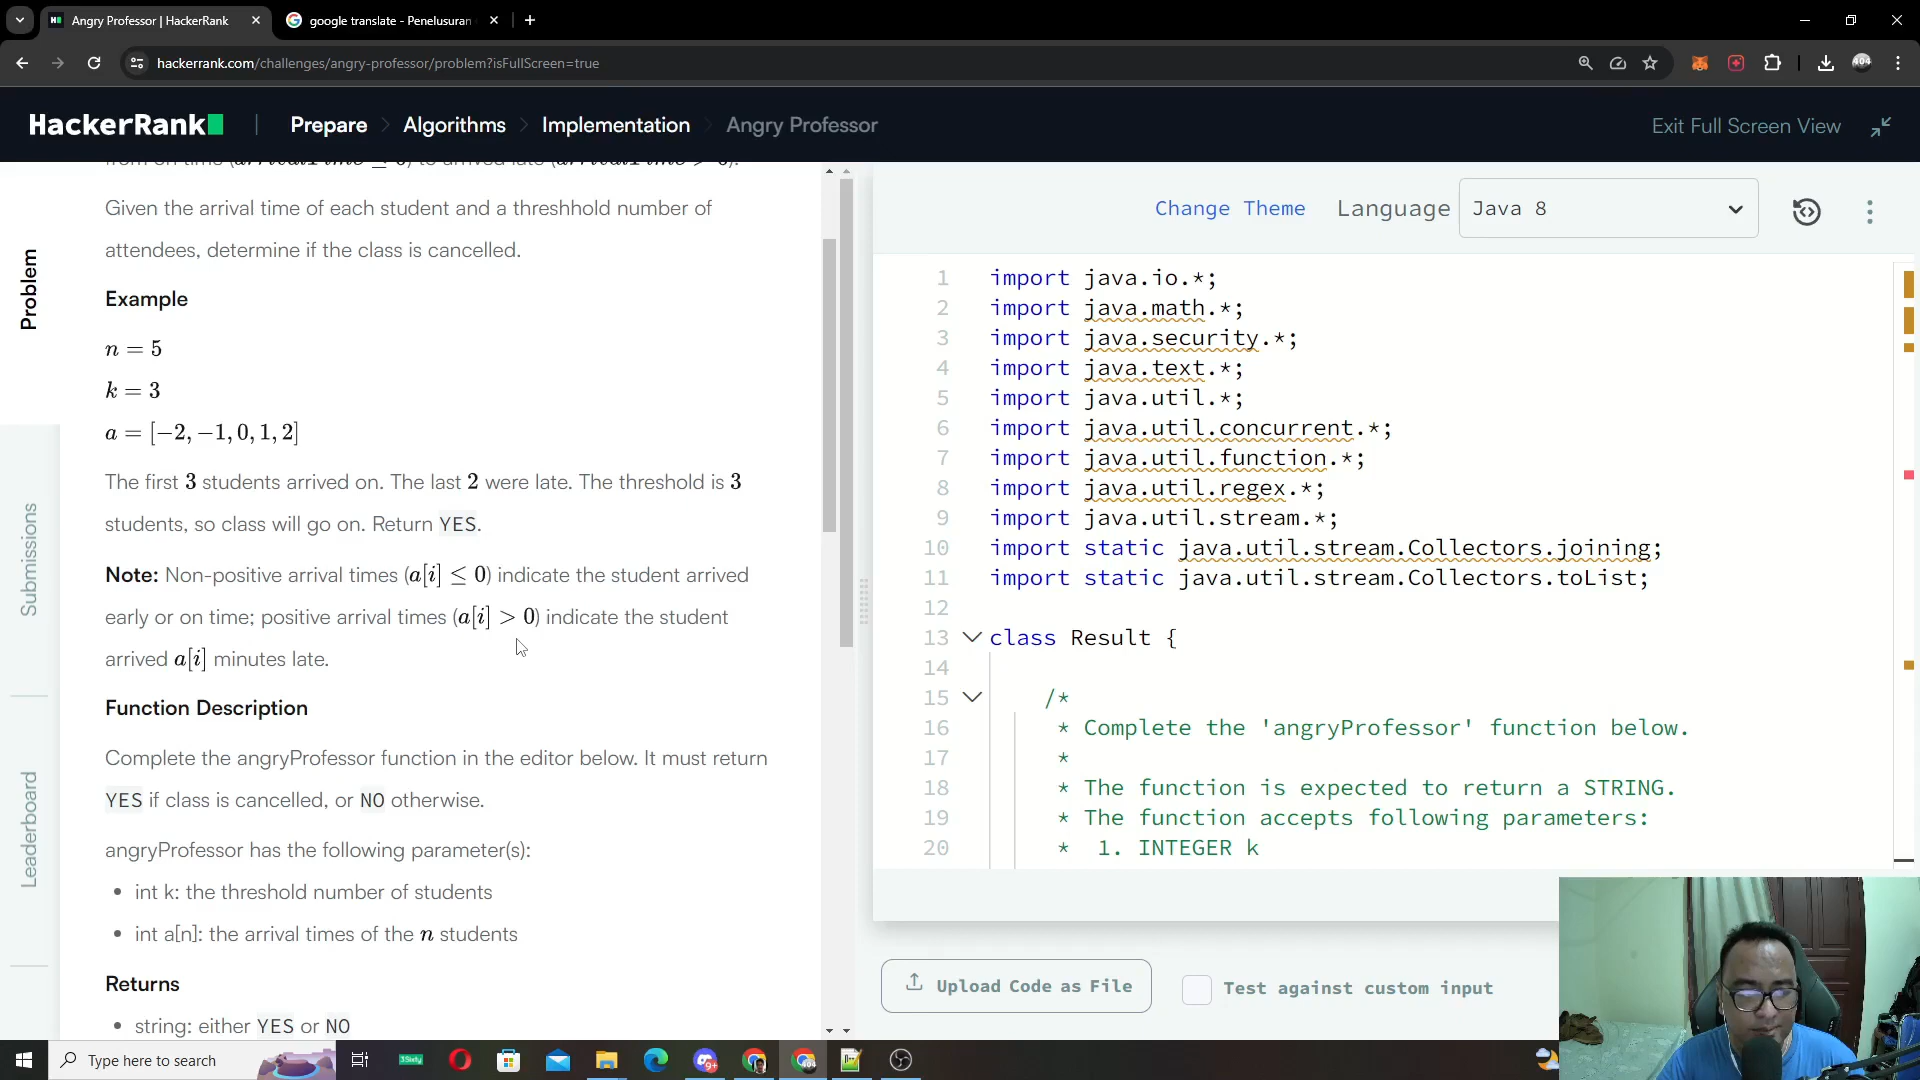 Angry Professor | HackerRank
google translate - Penelusuran
hackerrank.com/challenges/angry-professor/problem?isFullScreen=true
404
HackerRank
Prepare
Algorithms
Implementation
Angry Professor
Exit Full Screen View
Problem
Submissions
Leaderboard
Given the arrival time of each student and a threshhold number of
attendees, determine if the class is cancelled.
Example
n = 5
k = 3
a = [−2, −1, 0, 1, 2]
The first 3 students arrived on. The last 2 were late. The threshold is 3
students, so class will go on. Return YES.
Note: Non-positive arrival times (a[i] ≤ 0) indicate the student arrived
early or on time; positive arrival times (a[i] > 0) indicate the student
arrived a[i] minutes late.
Function Description
Complete the angryProfessor function in the editor below. It must return
YES if class is cancelled, or NO otherwise.
angryProfessor has the following parameter(s):
• int k: the threshold number of students
• int a[n]: the arrival times of the n students
Returns
• string: either YES or NO
Change Theme
Language
Java 8
1 import java.io.*;
2 import java.math.*;
3 import java.security.*;
4 import java.text.*;
5 import java.util.*;
6 import java.util.concurrent.*;
7 import java.util.function.*;
8 import java.util.regex.*;
9 import java.util.stream.*;
10 import static java.util.stream.Collectors.joining;
11 import static java.util.stream.Collectors.toList;
12
13 class Result {
14
15 /*
16 * Complete the 'angryProfessor' function below.
17 *
18 * The function is expected to return a STRING.
19 * The function accepts following parameters:
20 * 1. INTEGER k
Upload Code as File
Test against custom input
Type here to search